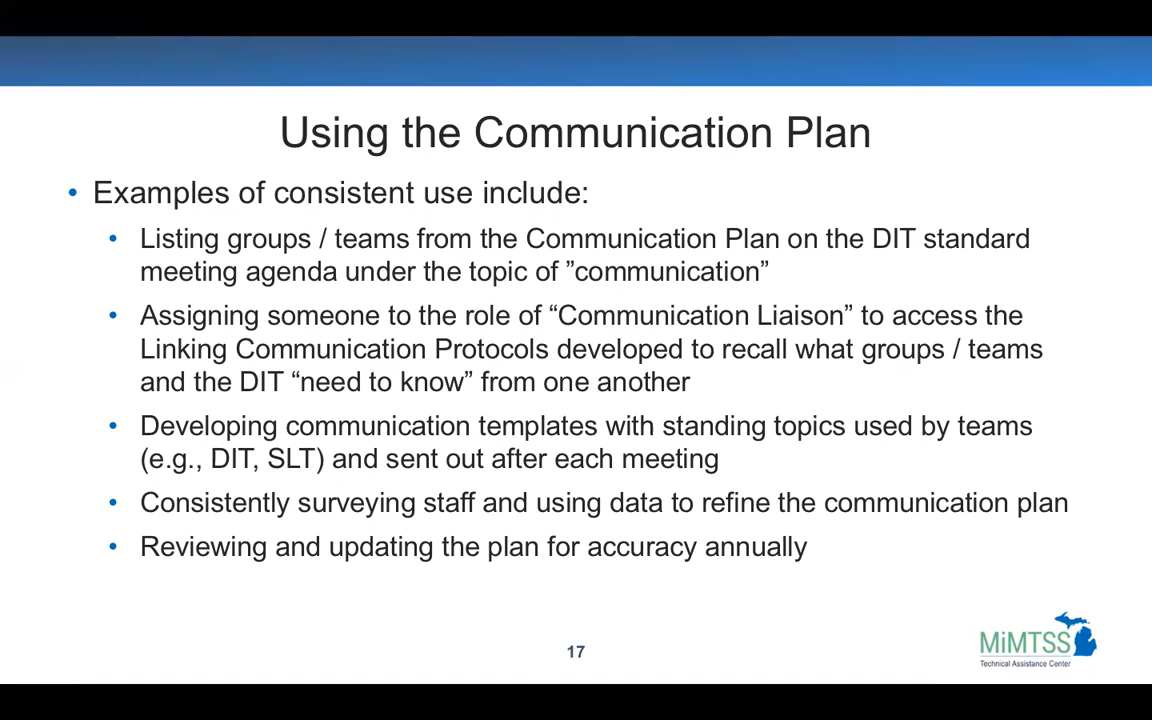 Using the Communication Plan
• Examples of consistent use include:
• Listing groups / teams from the Communication Plan on the DIT standard
meeting agenda under the topic of ”communication”
• Assigning someone to the role of “Communication Liaison” to access the
Linking Communication Protocols developed to recall what groups / teams
and the DIT “need to know” from one another
• Developing communication templates with standing topics used by teams
(e.g., DIT, SLT) and sent out after each meeting
• Consistently surveying staff and using data to refine the communication plan
• Reviewing and updating the plan for accuracy annually
17
MiMTSS
Technical Assistance Center